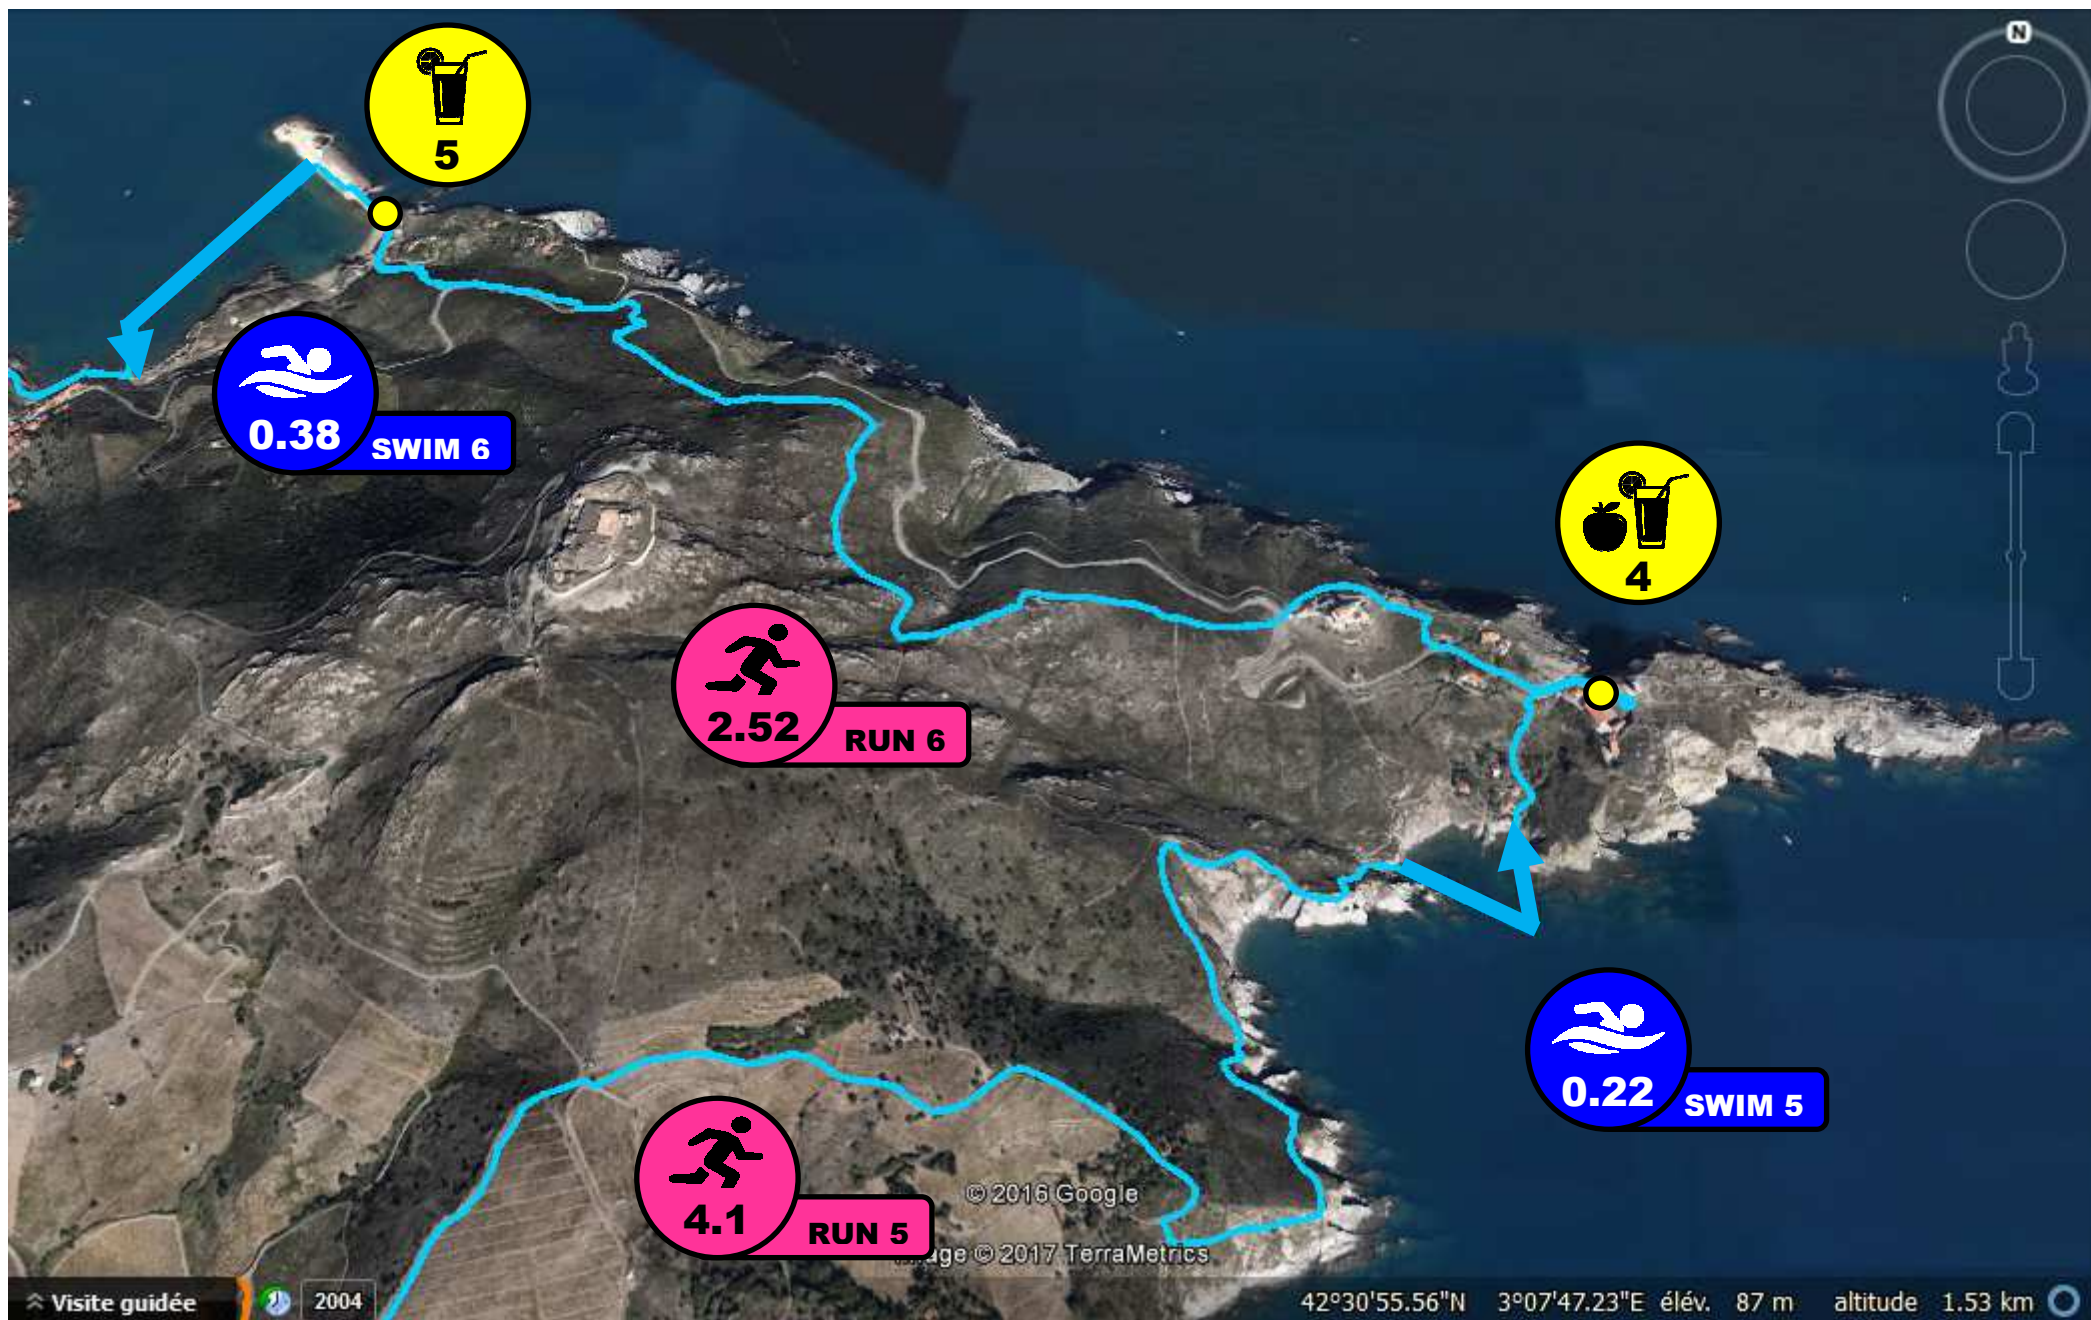 N
5
0.38
SWIM 6
4
2.52
RUN 6
0.22
SWIM 5
4.1
RUN 5
© 2016 Google
age © 2017 TerraMetrics
Visite guidée
2004
42°30'55.56"N 3°07'47.23"E élév. 87 m altitude 1.53 km